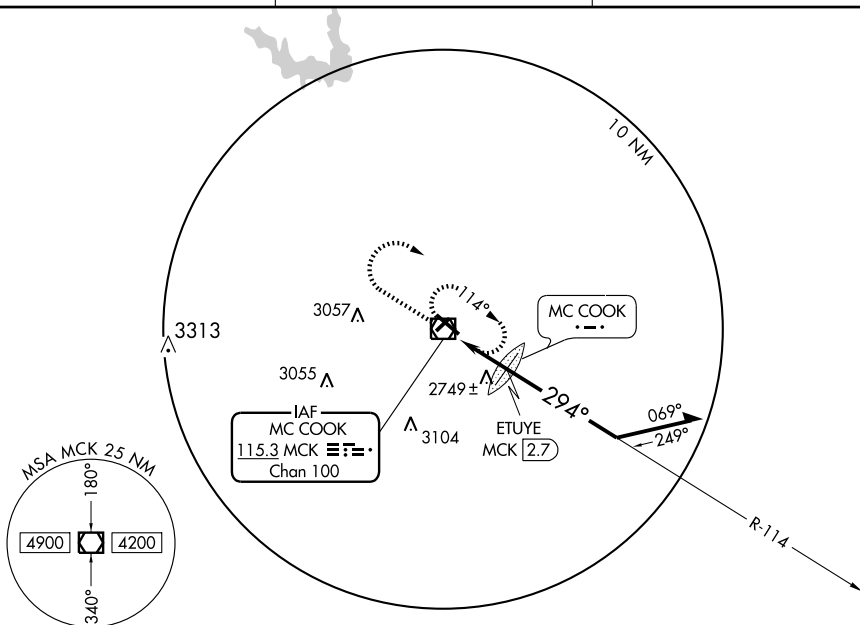 10 NM
3057
114°
MC COOK
3313
3055
2749±
294°
069°
249°
IAF
MC COOK
115.3 MCK
Chan 100
3104
ETUYE
MCK 2.7
MSA MCK 25 NM
180°
4900
4200
340°
R-114